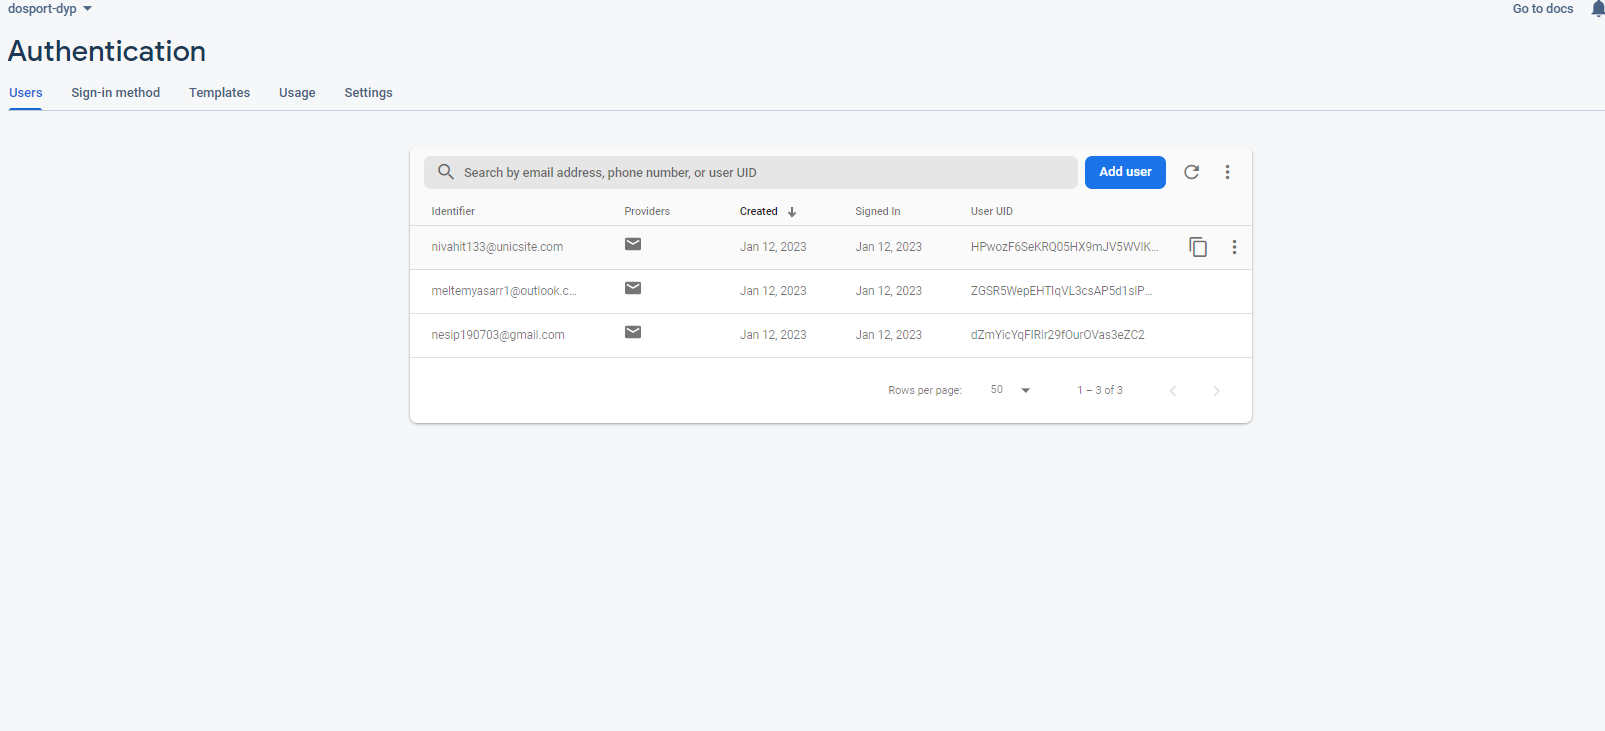 dosport-dyp
Go to docs
Authentication
Users Sign-in method Templates Usage Settings
Search by email address, phone number, or user UID
Add user
Identifier Providers Created Signed In User UID
nivahit133@unicsite.com Jan 12, 2023 Jan 12, 2023 HPwozF6SeKRQ05HX9mJV5WVIK...
meltemyasarr1@outlook.c... Jan 12, 2023 Jan 12, 2023 ZGSR5WepEHTIqVL3csAP5d1slP...
nesip190703@gmail.com Jan 12, 2023 Jan 12, 2023 dZmYicYqFIRlr29fOurOVas3eZC2
Rows per page: 50 1 – 3 of 3